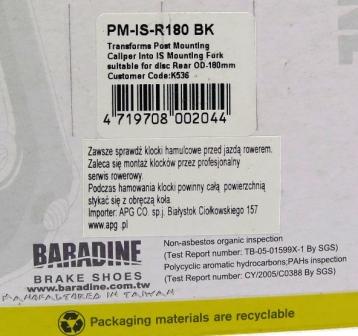 PM-IS-R180 BK
Transforms Post Mounting
Caliper Into IS Mounting Fork
suitable for disc Rear OD-180mm
Customer Code:K536
4 719708 002044
Zawsze sprawdź klocki hamulcowe przed jazdą rowerem.
Zaleca się montaż klocków przez profesjonalny
serwis rowerowy.
Podczas hamowania klocki powinny całą powierzchnią
stykać się z obręczą koła.
Importer: APG CO. sp.j. Białystok Ciołkowskiego 157
www.apg.pl
BARADINE
BRAKE SHOES
www.baradine.com
Non-asbestos organic inspection
(Test Report number: TB-05-01599X-1 By SGS)
Polycyclic aromatic hydrocarbons;PAHs inspection
(Test Report number: CY/2005/C0388 By SGS)
MANUFACTURED IN TAIWAN
Packaging materials are recyclable